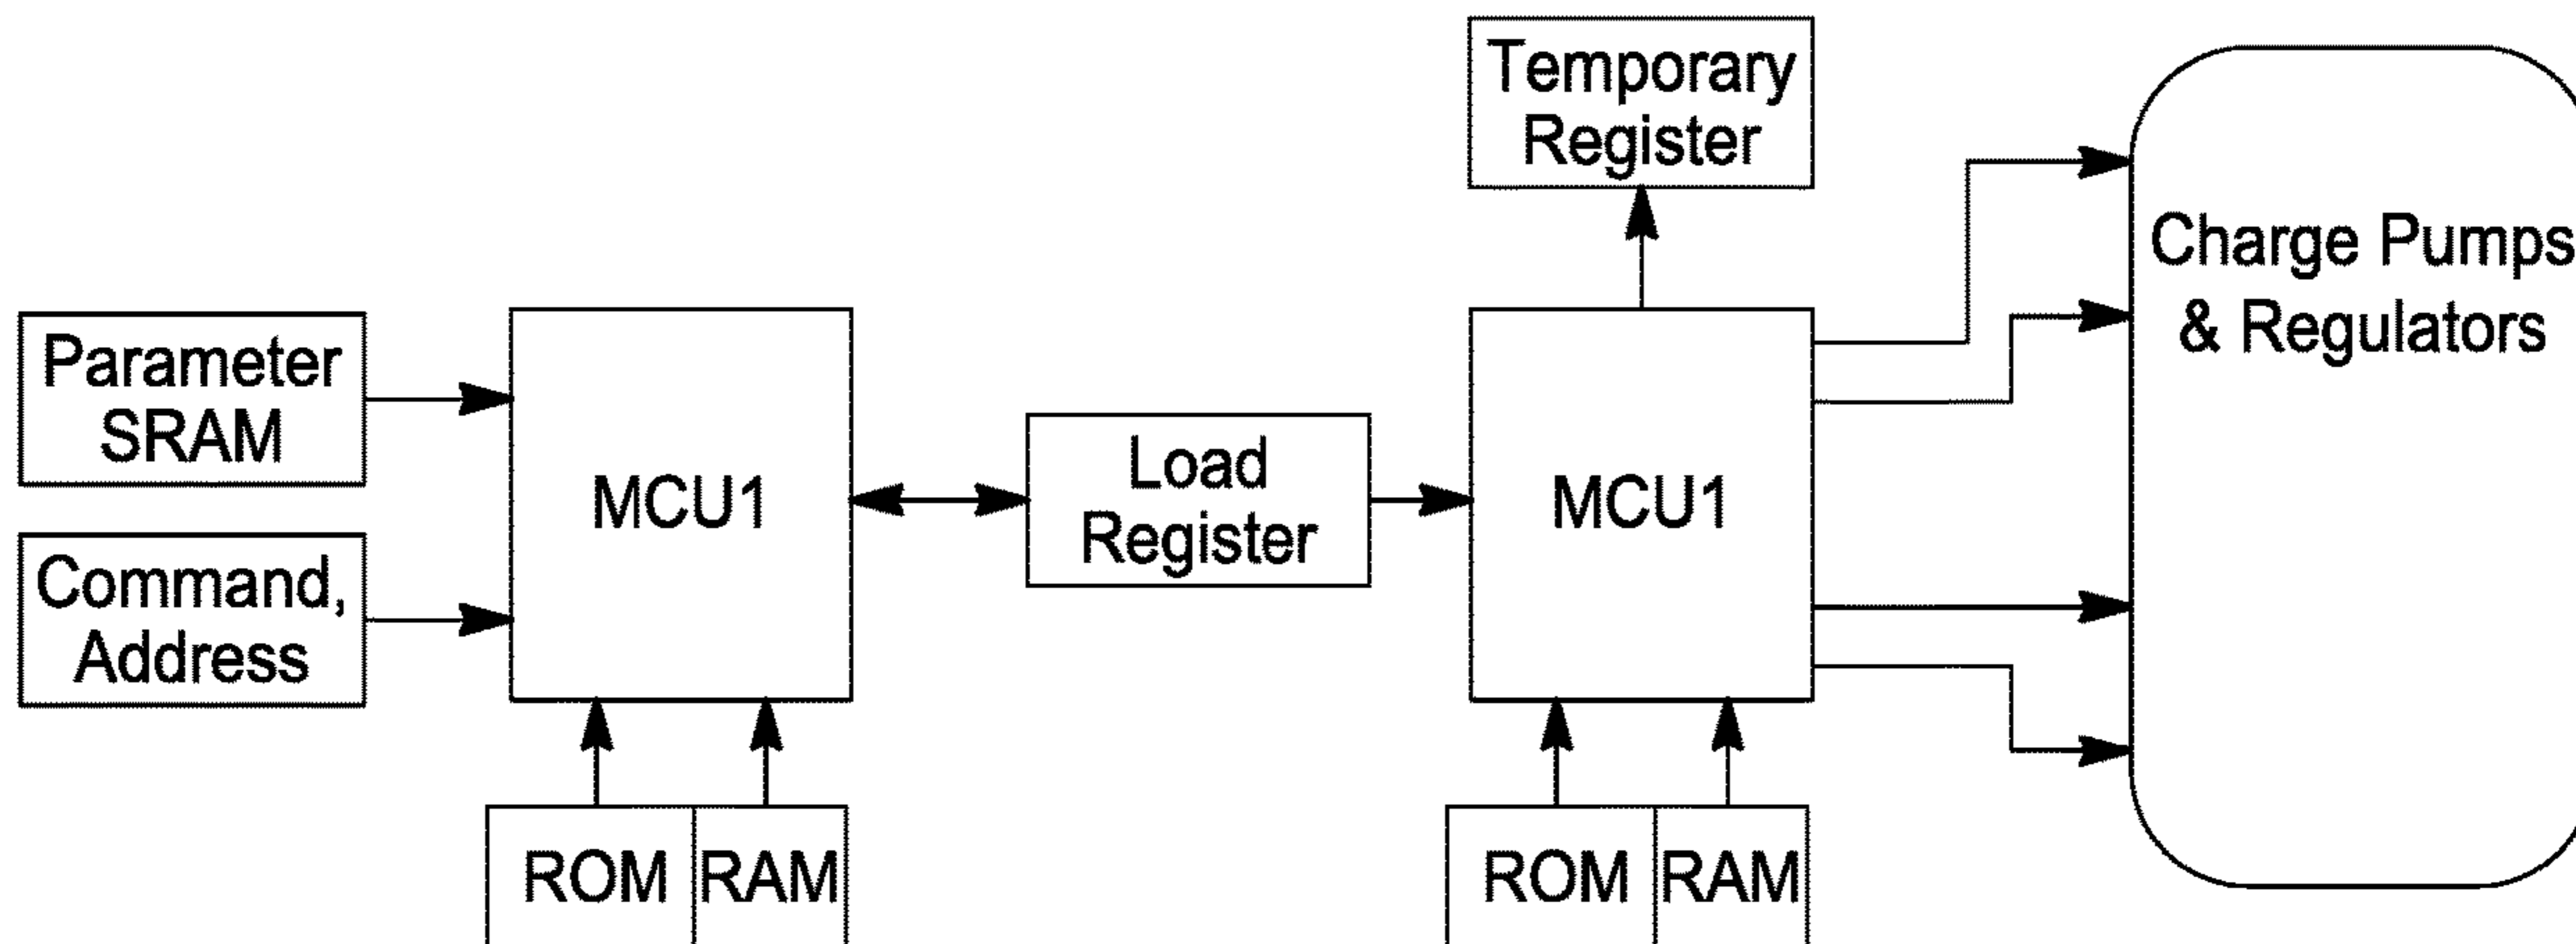 Temporary
Register
Charge Pumps
& Regulators
Parameter
SRAM
MCU1
Load
Register
MCU1
Command,
Address
ROM
RAM
ROM
RAM